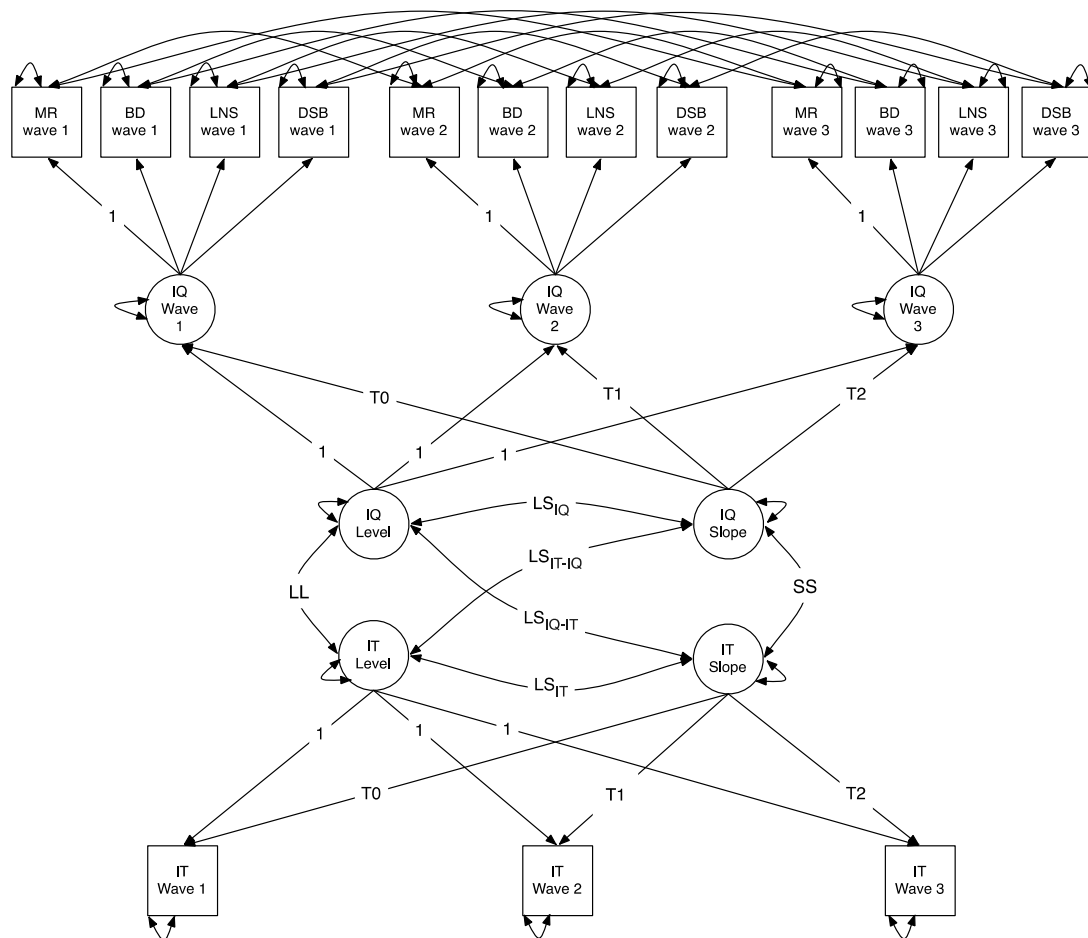 MR
wave 1
BD
wave 1
LNS
wave 1
DSB
wave 1
MR
wave 2
BD
wave 2
LNS
wave 2
DSB
wave 2
MR
wave 3
BD
wave 3
LNS
wave 3
DSB
wave 3
1
1
1
IQ
Wave
1
IQ
Wave
2
IQ
Wave
3
T0
T1
T2
1
1
1
IQ
Level
LSIQ
IQ
Slope
LSIT-IQ
LL
SS
LSIQ-IT
IT
Level
LSIT
IT
Slope
1
1
1
T0
T1
T2
IT
Wave 1
IT
Wave 2
IT
Wave 3